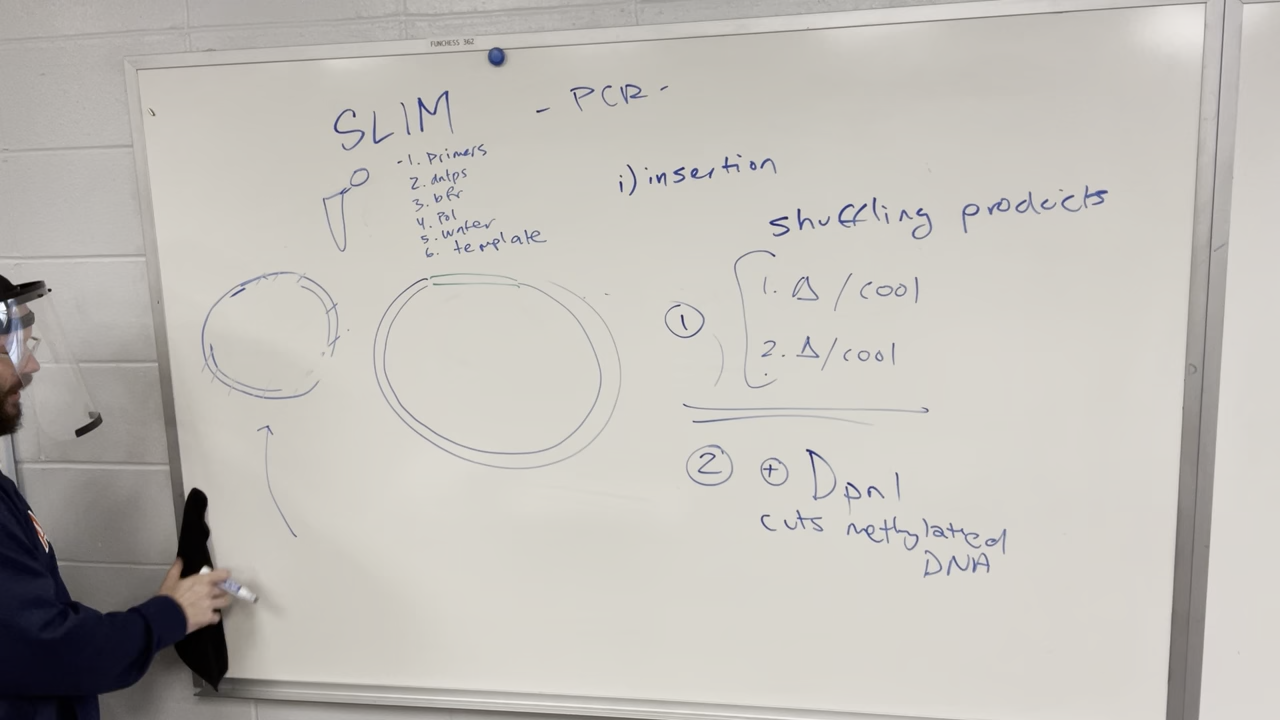 FUNCHESS 362
SLIM - PCR -
-1. Primers
2. dntps
3. bfr
4. Pol
5. water
6. template
i) insertion
shuffling products
1 1. Δ / cool
2. Δ/cool
2 + DpnI
cuts methylated
DNA